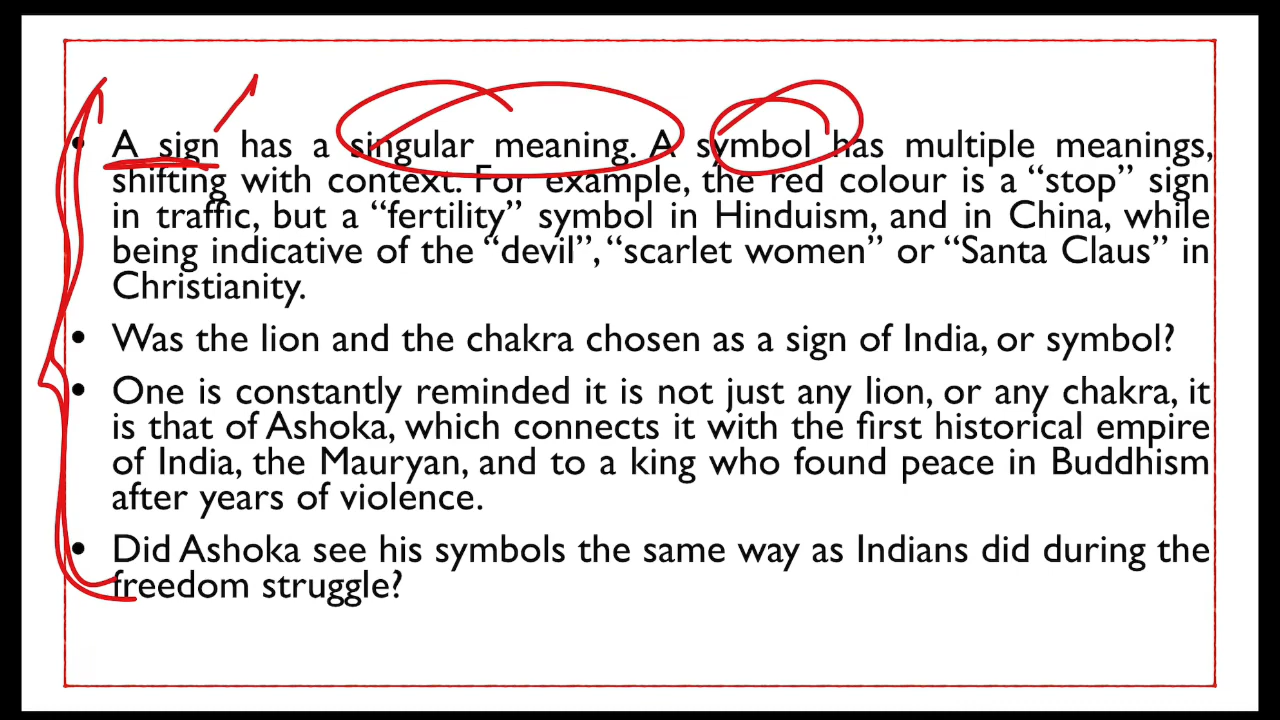 • A sign has a singular meaning. A symbol has multiple meanings,
shifting with context. For example, the red colour is a “stop” sign
in traffic, but a “fertility” symbol in Hinduism, and in China, while
being indicative of the “devil”, “scarlet women” or “Santa Claus” in
Christianity.
• Was the lion and the chakra chosen as a sign of India, or symbol?
• One is constantly reminded it is not just any lion, or any chakra, it
is that of Ashoka, which connects it with the first historical empire
of India, the Mauryan, and to a king who found peace in Buddhism
after years of violence.
• Did Ashoka see his symbols the same way as Indians did during the
freedom struggle?